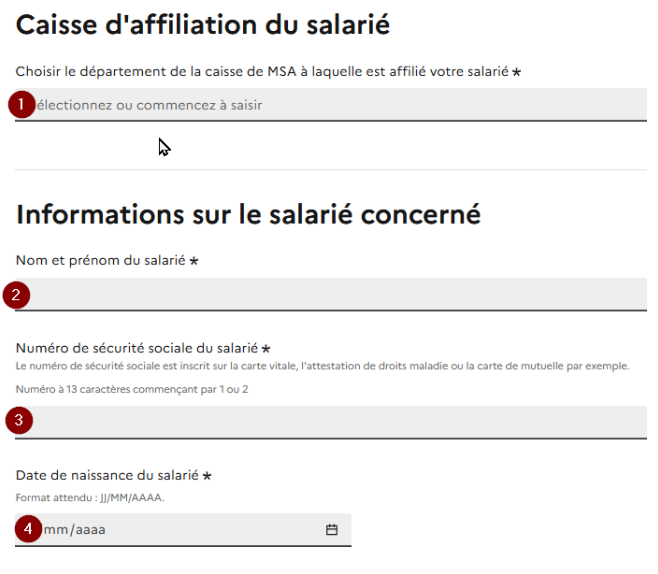 Caisse d'affiliation du salarié
Choisir le département de la caisse de MSA à laquelle est affilié votre salarié *
1 électionnez ou commencez à saisir
Informations sur le salarié concerné
Nom et prénom du salarié *
2
Numéro de sécurité sociale du salarié *
Le numéro de sécurité sociale est inscrit sur la carte vitale, l'attestation de droits maladie ou la carte de mutuelle par exemple.
Numéro à 13 caractères commençant par 1 ou 2
3
Date de naissance du salarié *
Format attendu : JJ/MM/AAAA.
4 mm/aaaa